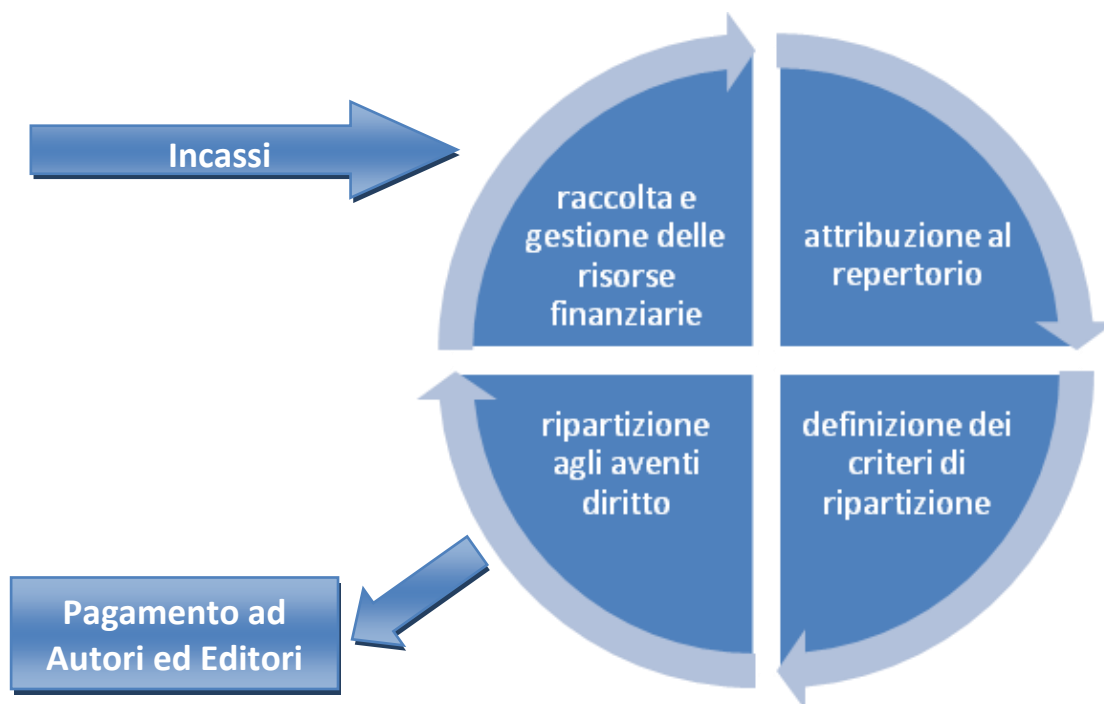 Incassi
raccolta e
gestione delle
risorse
finanziarie
attribuzione al
repertorio
definizione dei
criteri di
ripartizione
ripartizione
agli aventi
diritto
Pagamento ad
Autori ed Editori